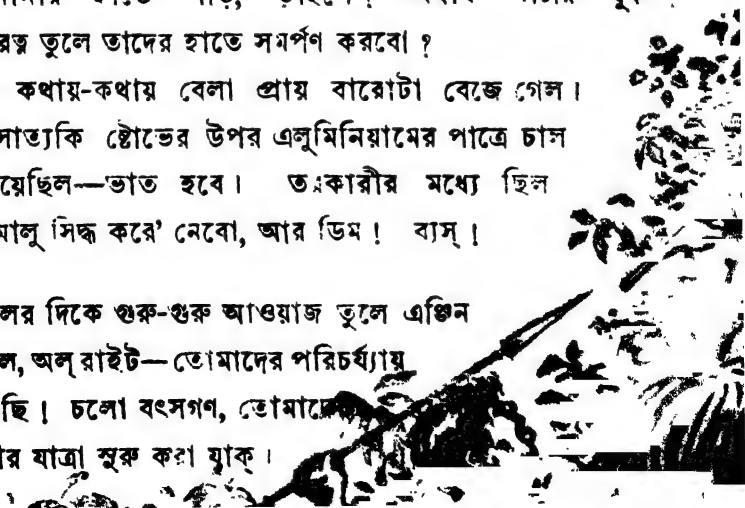 রত্ন তুলে তাদের হাতে সমর্পণ করবো ?
কথায়-কথায় বেলা প্রায় বারোটা বেজে গেল।
সাত্যকি ষ্টোভের উপর এলুমিনিয়ামের পাত্রে চাল
য়েছিল—ভাত হবে। তরকারীর মধ্যে ছিল
আলু সিদ্ধ করে' নেবো, আর ডিম! ব্যস্!
লের দিকে গুরু-গুরু আওয়াজ তুলে এঞ্জিন
ল, অল্ রাইট—তোমাদের পরিচর্য্যায়
ছি! চলো বৎসগণ, তোমাদের
র যাত্রা সুরু করা যাক্।